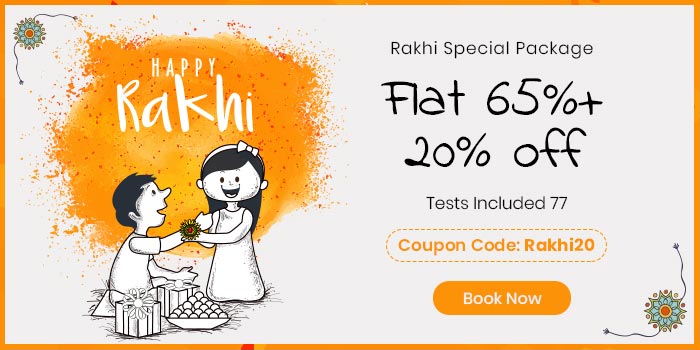 HAPPY
Rakhi
Rakhi Special Package
Flat 65%+
20% off
Tests Included 77
Coupon Code: Rakhi20
Book Now